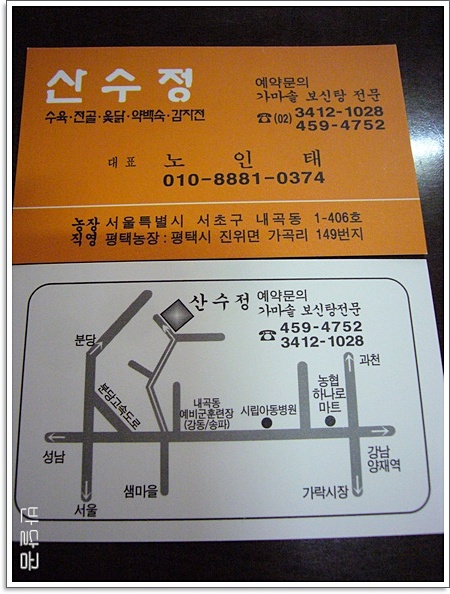 산수정
예약문의
가마솥 보신탕 전문
수육·전골·옻닭·약백숙·감자전
☎(02) 3412-1028
459-4752
대표 노인태
010-8881-0374
농장직영 서울특별시 서초구 내곡동 1-406호
평택농장 : 평택시 진위면 가곡리 149번지
산수정
예약문의
가마솥 보신탕전문
☎ 459-4752
3412-1028
분당
과천
분당고속도로
내곡동
예비군훈련장
(강동/송파)
시립아동병원
농협
하나로
마트
성남
강남
양재역
샘마을
가락시장
서울
반달곰